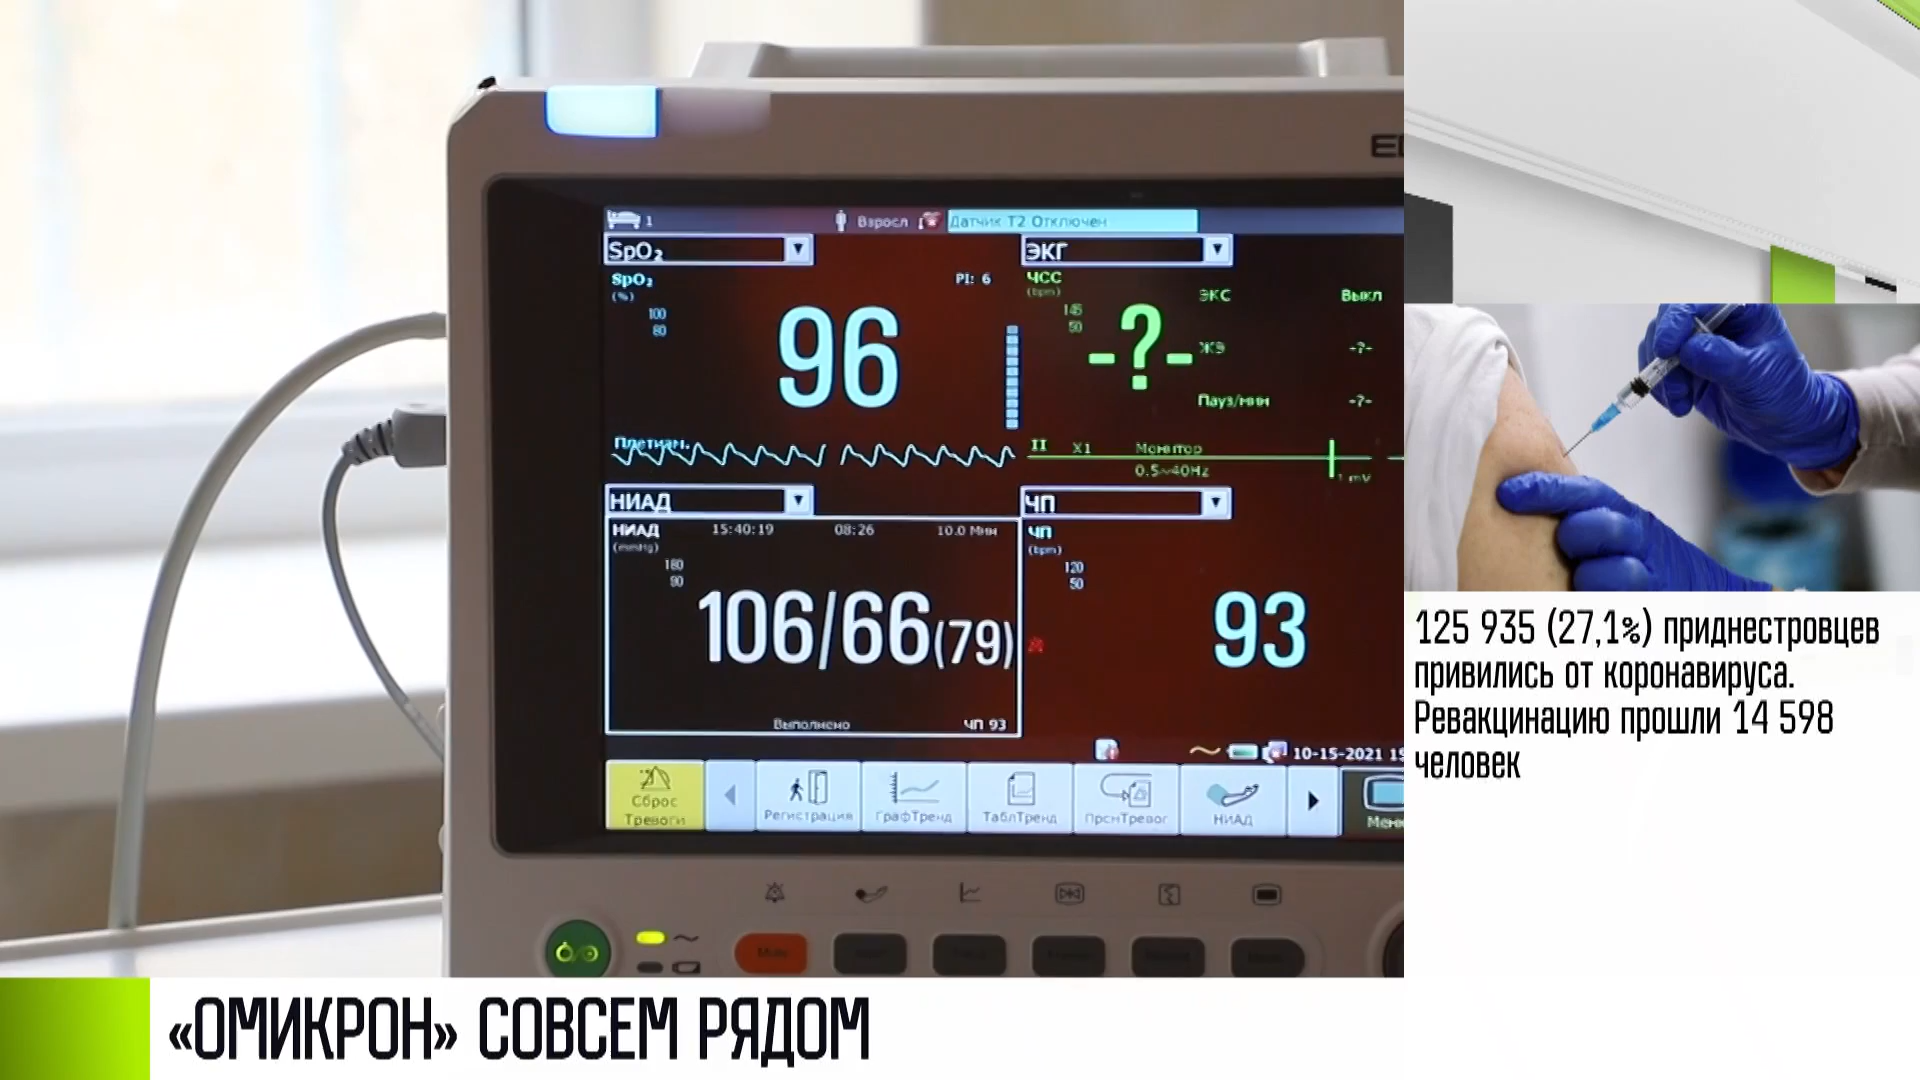 1
Взросл
Датчик Т2 Отключен
SpO₂
ЭКГ
SpO₂
(%)
100
80
PI: 6
96
ЧСС
(bpm)
145
50
-?-
ЭКС
Выкл
ЖЭ
-?-
Пауз/мин
-?-
Плетизм.
II
X1
Монитор
0.5~40Hz
1 mV
НИАД
ЧП
НИАД
15:40:19
08:26
10.0 Мин
(mmHg)
180
90
106/66(79)
Выполнено
ЧП 93
ЧП
(bpm)
120
50
93
10-15-2021
Сброс
Тревоги
Регистрация
ГрафТренд
ТаблТренд
ПрсмТревог
НИАД
125 935 (27,1%) приднестровцев
привились от коронавируса.
Ревакцинацию прошли 14 598
человек
«ОМИКРОН» СОВСЕМ РЯДОМ